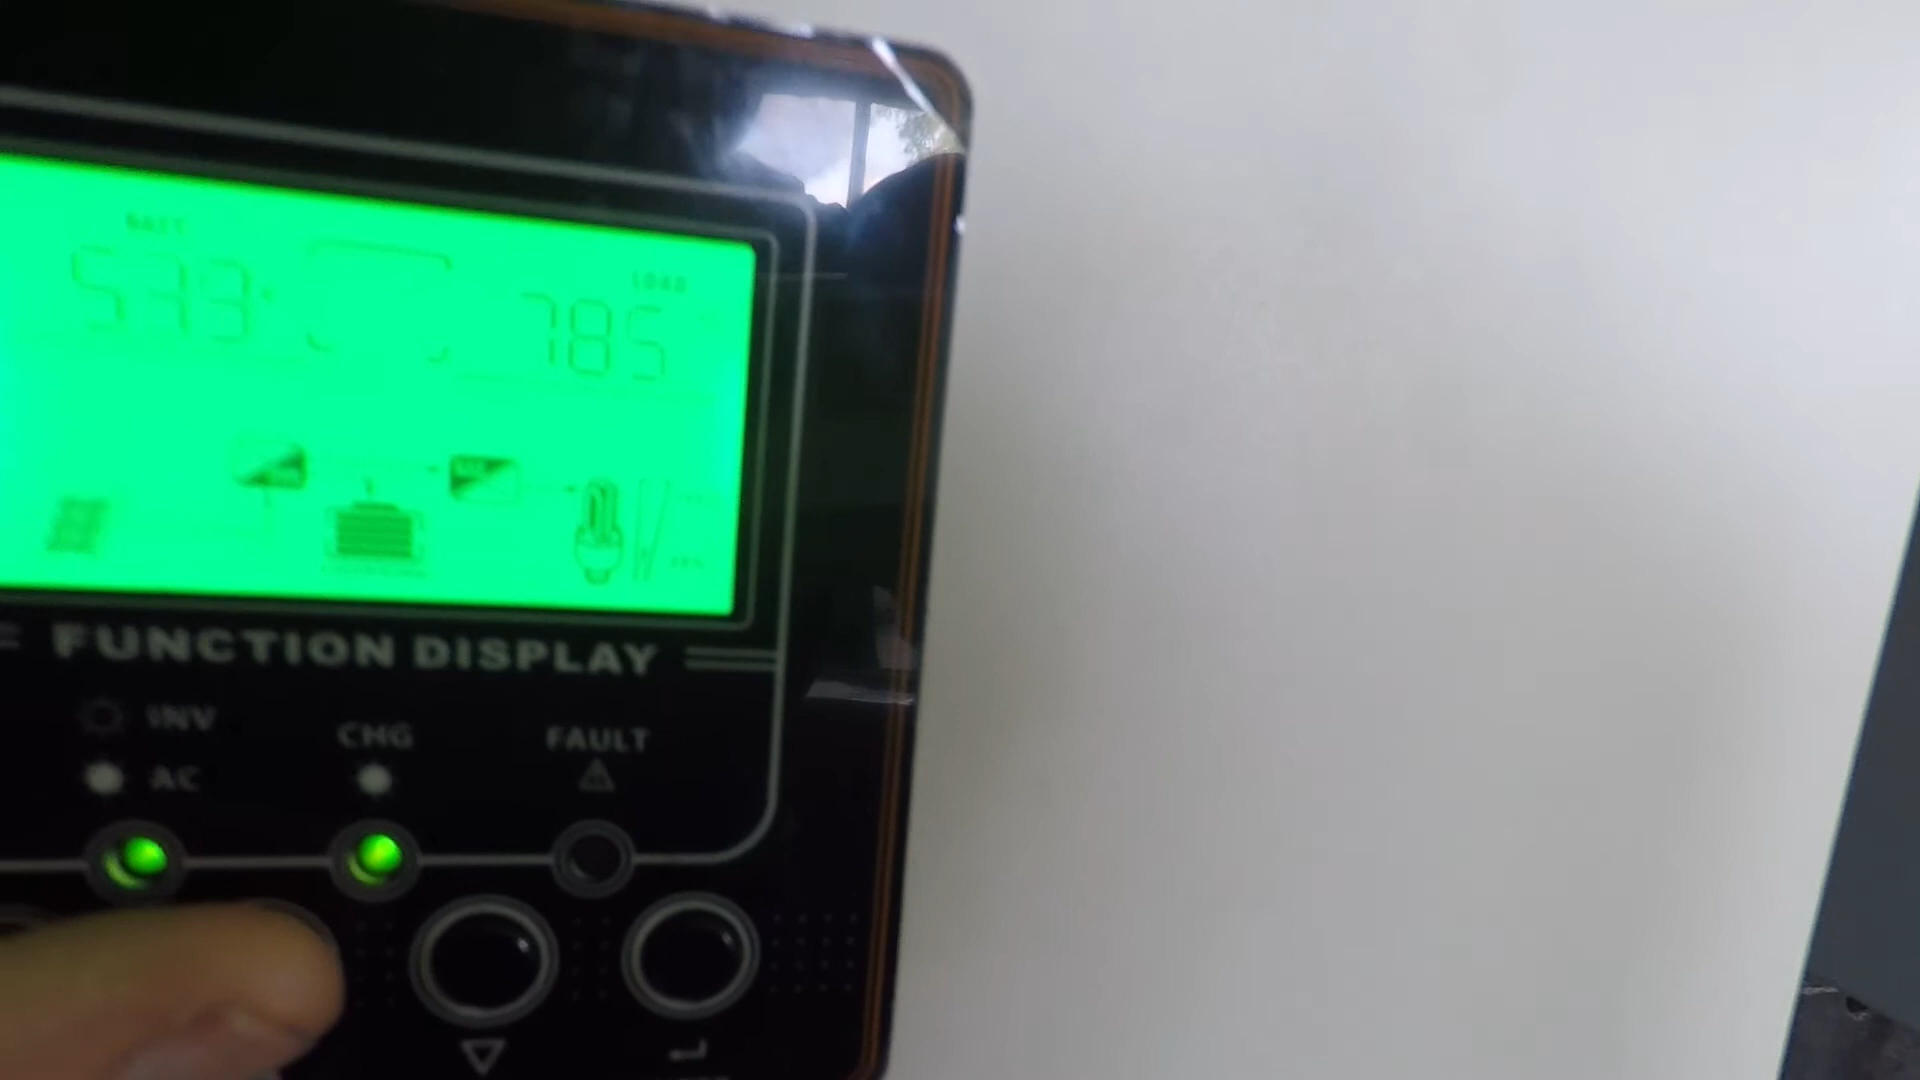 BATT
LOAD
785
FUNCTION DISPLAY
INV
CHG
FAULT
AC